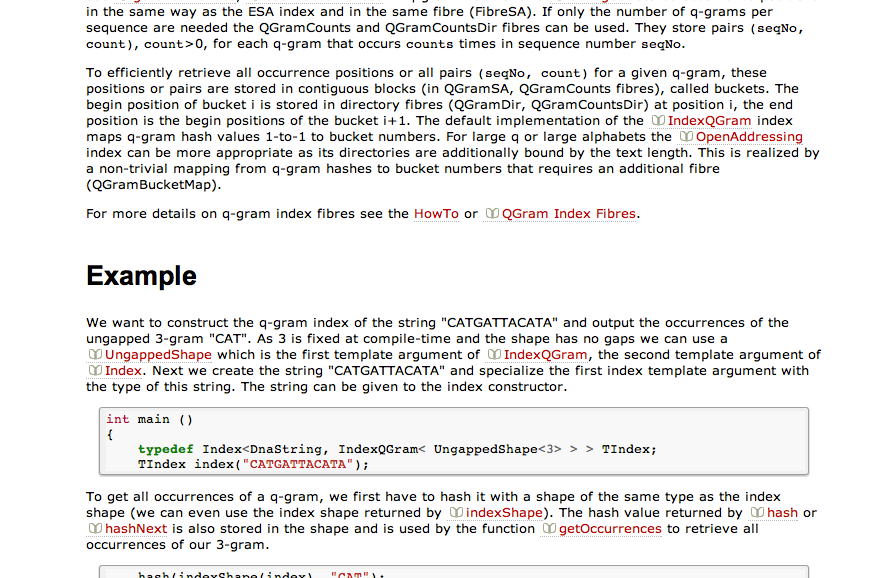 in the same way as the ESA index and in the same fibre (FibreSA). If only the number of q-grams per
sequence are needed the QGramCounts and QGramCountsDir fibres can be used. They store pairs (seqNo,
count), count>0, for each q-gram that occurs counts times in sequence number seqNo.
To efficiently retrieve all occurrence positions or all pairs (seqNo, count) for a given q-gram, these
positions or pairs are stored in contiguous blocks (in QGramSA, QGramCounts fibres), called buckets. The
begin position of bucket i is stored in directory fibres (QGramDir, QGramCountsDir) at position i, the end
position is the begin positions of the bucket i+1. The default implementation of the IndexQGram index
maps q-gram hash values 1-to-1 to bucket numbers. For large q or large alphabets the OpenAddressing
index can be more appropriate as its directories are additionally bound by the text length. This is realized by
a non-trivial mapping from q-gram hashes to bucket numbers that requires an additional fibre
(QGramBucketMap).
For more details on q-gram index fibres see the HowTo or QGram Index Fibres.
Example
We want to construct the q-gram index of the string "CATGATTACATA" and output the occurrences of the
ungapped 3-gram "CAT". As 3 is fixed at compile-time and the shape has no gaps we can use a
UngappedShape which is the first template argument of IndexQGram, the second template argument of
Index. Next we create the string "CATGATTACATA" and specialize the first index template argument with
the type of this string. The string can be given to the index constructor.
int main ()
{
typedef Index<DnaString, IndexQGram< UngappedShape<3> > > TIndex;
TIndex index("CATGATTACATA");
To get all occurrences of a q-gram, we first have to hash it with a shape of the same type as the index
shape (we can even use the index shape returned by indexShape). The hash value returned by hash or
hashNext is also stored in the shape and is used by the function getOccurrences to retrieve all
occurrences of our 3-gram.
hash(indexShape(index), "CAT");